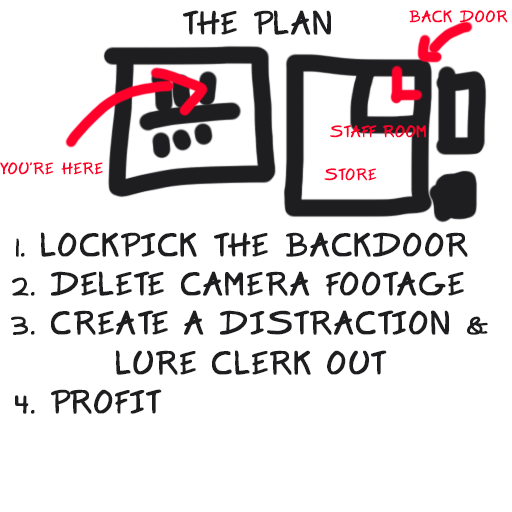 THE PLAN
BACK DOOR
STAFF ROOM
YOU'RE HERE
STORE
1. LOCKPICK THE BACKDOOR
2. DELETE CAMERA FOOTAGE
3. CREATE A DISTRACTION &
LURE CLERK OUT
4. PROFIT